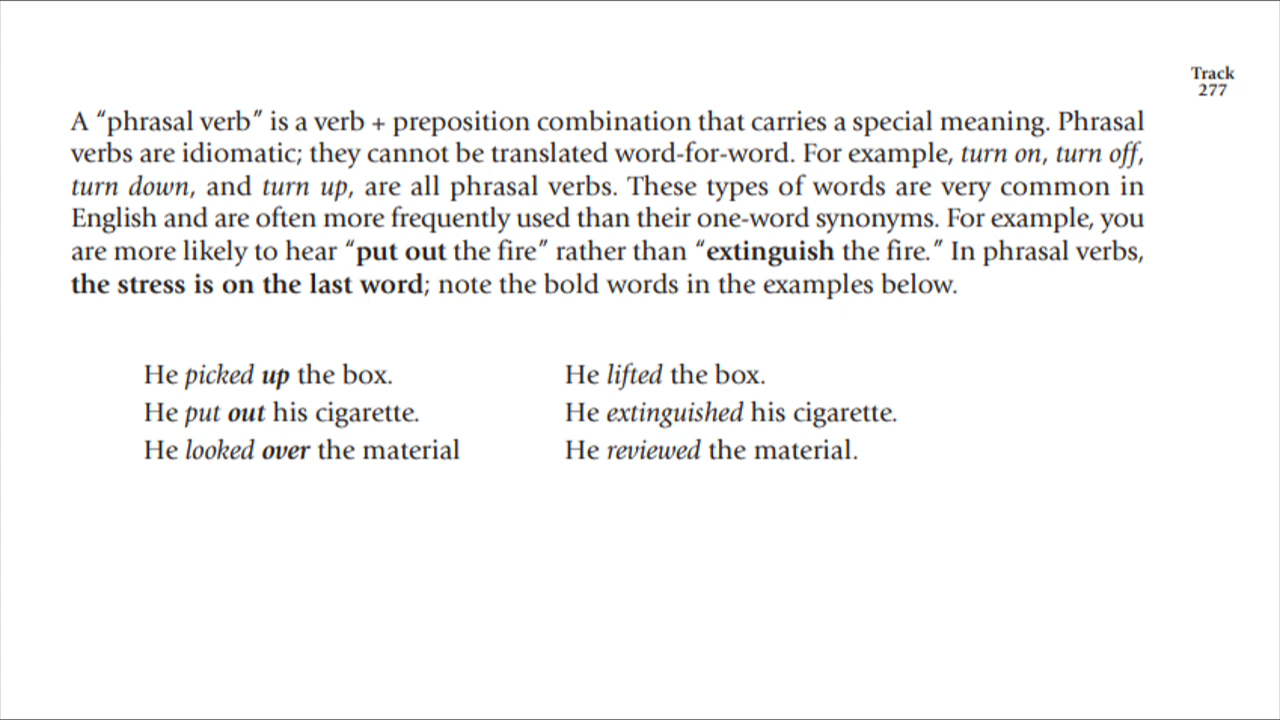 Track
277
A “phrasal verb” is a verb + preposition combination that carries a special meaning. Phrasal
verbs are idiomatic; they cannot be translated word-for-word. For example, turn on, turn off,
turn down, and turn up, are all phrasal verbs. These types of words are very common in
English and are often more frequently used than their one-word synonyms. For example, you
are more likely to hear “put out the fire” rather than “extinguish the fire.” In phrasal verbs,
the stress is on the last word; note the bold words in the examples below.
He picked up the box. He lifted the box.
He put out his cigarette. He extinguished his cigarette.
He looked over the material He reviewed the material.